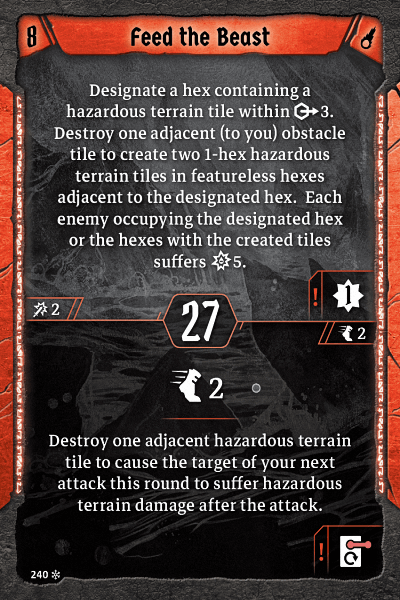 8
Feed the Beast
Designate a hex containing a
hazardous terrain tile within 3.
Destroy one adjacent (to you) obstacle
tile to create two 1-hex hazardous
terrain tiles in featureless hexes
adjacent to the designated hex. Each
enemy occupying the designated hex
or the hexes with the created tiles
suffers 5.
! 1
2
27
2
2
Destroy one adjacent hazardous terrain
tile to cause the target of your next
attack this round to suffer hazardous
terrain damage after the attack.
!
240